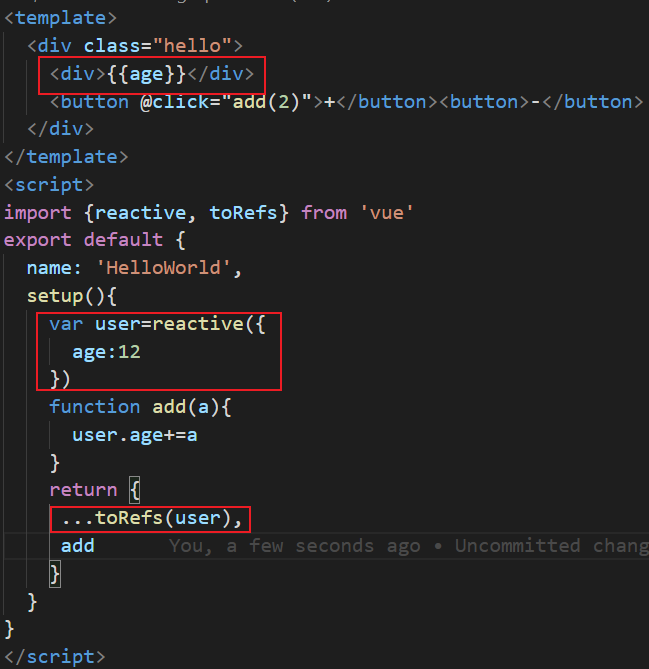 <template>
<div class="hello">
<div>{{age}}</div>
<button @click="add(2)">+</button><button>-</button>
</div>
</template>
<script>
import {reactive, toRefs} from 'vue'
export default {
name: 'HelloWorld',
setup(){
var user=reactive({
age:12
})
function add(a){
user.age+=a
}
return {
...toRefs(user),
add You, a few seconds ago • Uncommitted chang
}
}
}
</script>